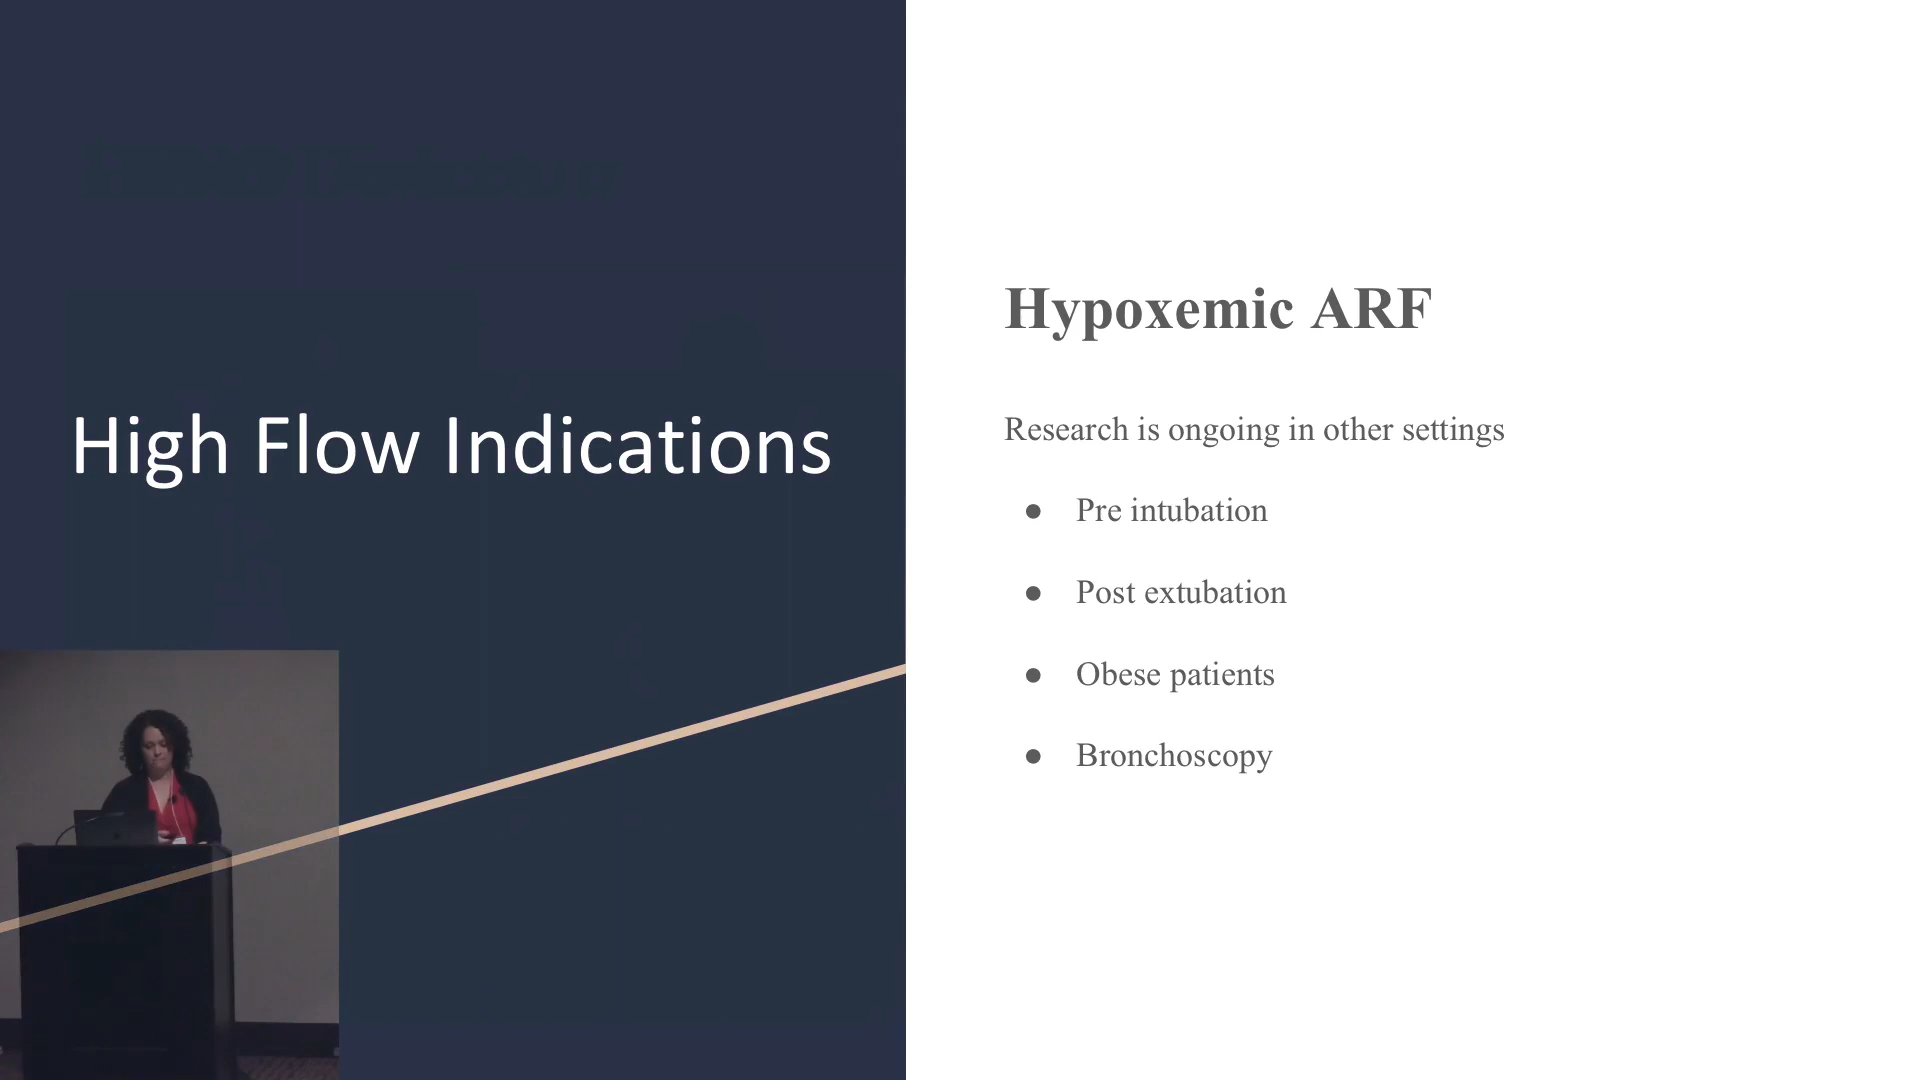 High Flow Indications
Hypoxemic ARF
Research is ongoing in other settings
● Pre intubation
● Post extubation
● Obese patients
● Bronchoscopy